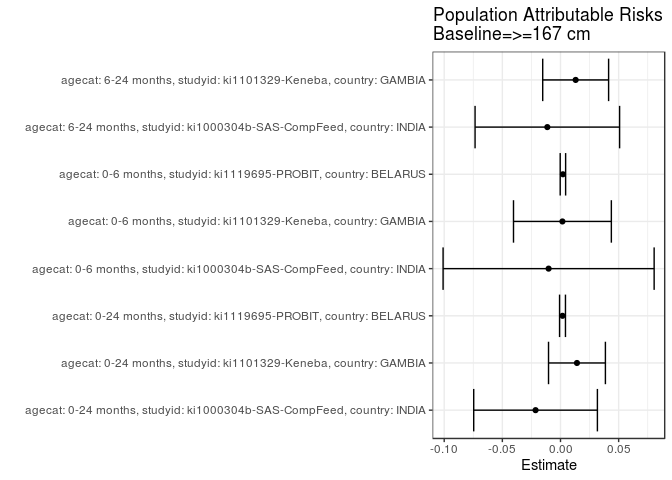 Population Attributable Risks
Baseline=>=167 cm
agecat: 6-24 months, studyid: ki1101329-Keneba, country: GAMBIA
agecat: 6-24 months, studyid: ki1000304b-SAS-CompFeed, country: INDIA
agecat: 0-6 months, studyid: ki1119695-PROBIT, country: BELARUS
agecat: 0-6 months, studyid: ki1101329-Keneba, country: GAMBIA
agecat: 0-6 months, studyid: ki1000304b-SAS-CompFeed, country: INDIA
agecat: 0-24 months, studyid: ki1119695-PROBIT, country: BELARUS
agecat: 0-24 months, studyid: ki1101329-Keneba, country: GAMBIA
agecat: 0-24 months, studyid: ki1000304b-SAS-CompFeed, country: INDIA
-0.10 -0.05 0.00 0.05
Estimate